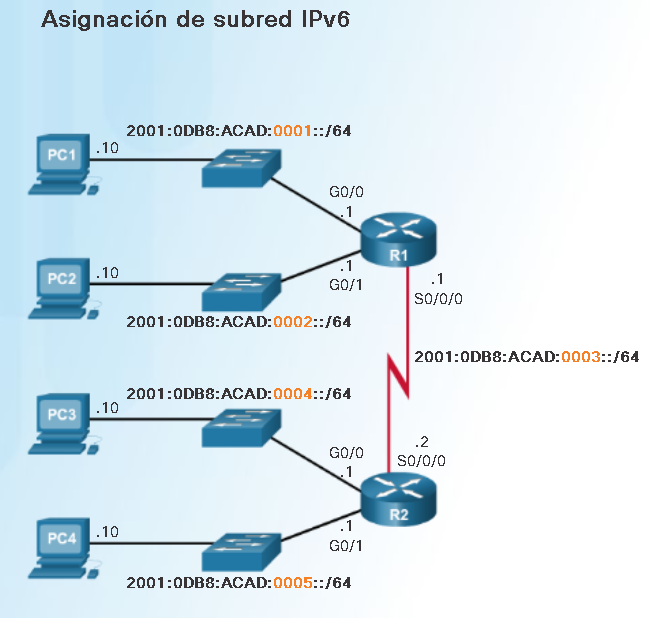 Asignación de subred IPv6
2001:0DB8:ACAD:0001::/64
PC1
.10
G0/0
.1
R1
PC2
.10
.1
G0/1
.1
S0/0/0
2001:0DB8:ACAD:0002::/64
2001:0DB8:ACAD:0003::/64
2001:0DB8:ACAD:0004::/64
PC3
.10
G0/0
.1
.2
S0/0/0
R2
PC4
.10
.1
G0/1
2001:0DB8:ACAD:0005::/64